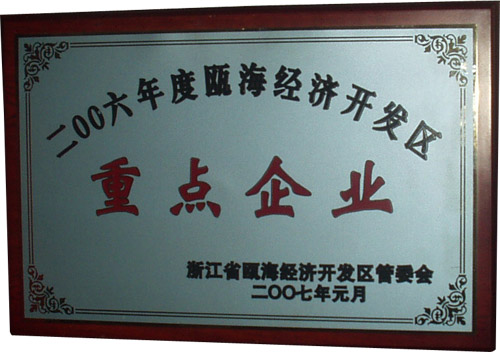 二00六年度瓯海经济开发区
重点企业
浙江省瓯海经济开发区管委会
二00七年元月